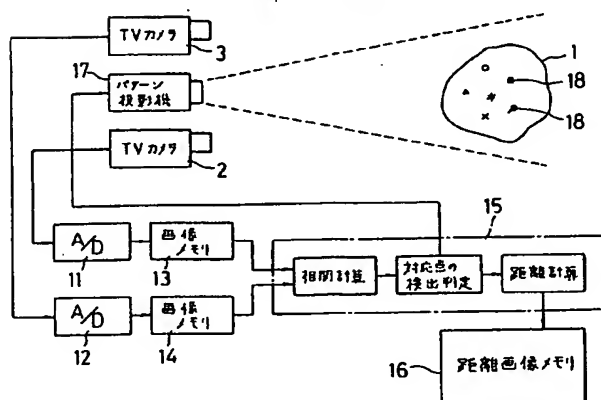 TVカメラ
3
17
パターン
投影機
TVカメラ
2
1
18
18
15
A/D
11
画像
メモリ
13
相関計算
対応点の
検出判定
距離計算
A/D
12
画像
メモリ
14
16
距離画像メモリ